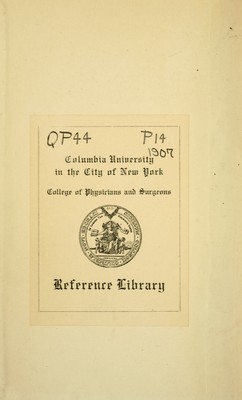 QP44 P14
1907
Columbia University
in the City of New York
College of Physicians and Surgeons
Reference Library